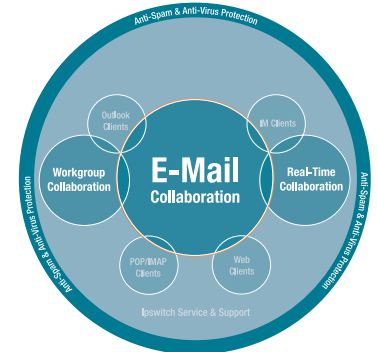 Anti-Spam & Anti-Virus Protection
Outlook
Clients
IM Clients
Workgroup
Collaboration
E-Mail
Collaboration
Real-Time
Collaboration
POP/IMAP
Clients
Web
Clients
Anti-Spam & Anti-Virus Protection
Anti-Spam & Anti-Virus Protection
Ipswitch Service & Support